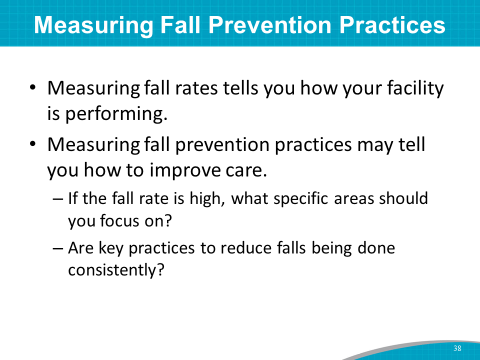 Measuring Fall Prevention Practices
• Measuring fall rates tells you how your facility
is performing.
• Measuring fall prevention practices may tell
you how to improve care.
– If the fall rate is high, what specific areas should
you focus on?
– Are key practices to reduce falls being done
consistently?
38